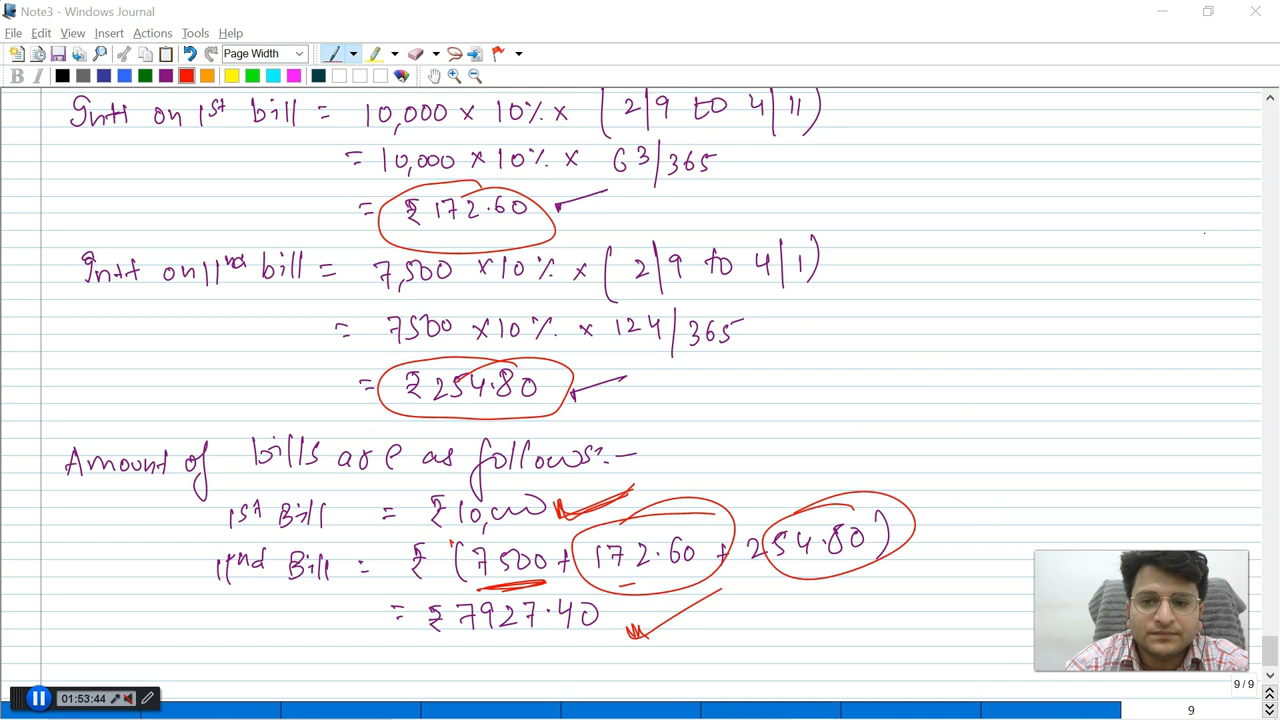 Note3 - Windows Journal
File Edit View Insert Actions Tools Help
Page Width
B I
Intt on 1st bill = 10,000 × 10% × (2|9 to 4|11)
= 10,000 × 10% × 63/365
= ₹172.60
Intt on IInd bill = 7,500 × 10% × (2|9 to 4|1)
= 7500 × 10% × 124/365
= ₹254.80
Amount of bills are as follows:-
1st Bill = ₹10,000
IInd Bill = ₹ (7500 + 172.60 + 254.80)
= ₹7927.40
9 / 9
01:53:44
9